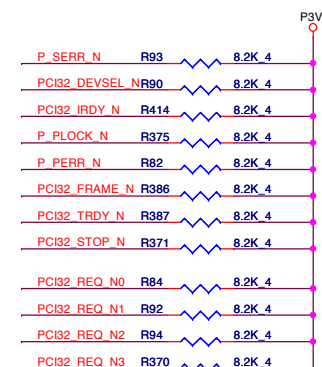 P3V
P_SERR_N R93 8.2K_4
PCI32_DEVSEL_N R90 8.2K_4
PCI32_IRDY_N R414 8.2K_4
P_PLOCK_N R375 8.2K_4
P_PERR_N R82 8.2K_4
PCI32_FRAME_N R386 8.2K_4
PCI32_TRDY_N R387 8.2K_4
PCI32_STOP_N R371 8.2K_4
PCI32_REQ_N0 R84 8.2K_4
PCI32_REQ_N1 R92 8.2K_4
PCI32_REQ_N2 R94 8.2K_4
PCI32_REQ_N3 R370 8.2K_4